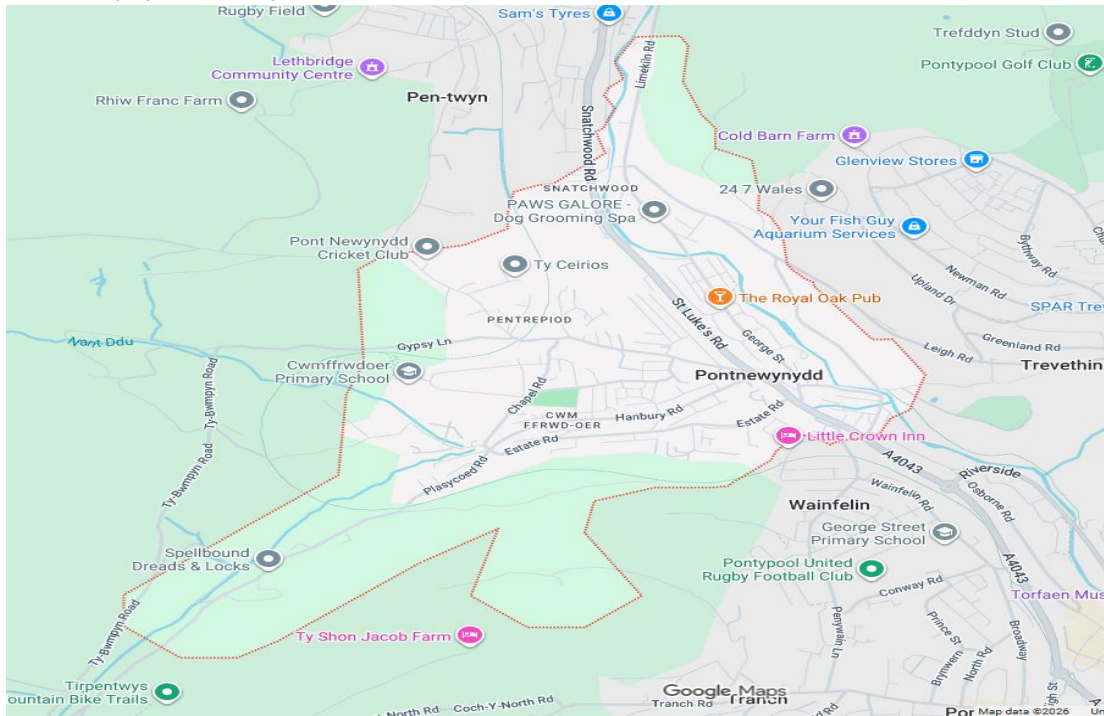 Rugby Field
Sam's Tyres
Trefddyn Stud
Lethbridge
Community Centre
Limekiln Rd
Pontypool Golf Club
Pen-twyn
Rhiw Franc Farm
Snatchwood Rd
Cold Barn Farm
Glenview Stores
SNATCHWOOD
24 7 Wales
PAWS GALORE -
Dog Grooming Spa
Your Fish Guy
Aquarium Services
Pont Newynydd
Cricket Club
Ty Ceirios
Bythway Rd
Newman Rd
Upland Dr
The Royal Oak Pub
SPAR Trev
PENTREPIOD
St Luke's Rd
George St
Greenland Rd
Nant Ddu
Gypsy Ln
Leigh Rd
Ty-Bwmpyn Road
Cwmffrwdoer
Primary School
Pontnewynydd
Trevethin
Chapel Rd
CWM
FFRWD-OER
Hanbury Rd
Estate Rd
Estate Rd
Little Crown Inn
Ty-Bwmpyn Road
Plasycoed Rd
A4043
Riverside
Wainfelin
Wainfelin Rd
Osborne Rd
George Street
Primary School
Spellbound
Dreads & Locks
A4043
Pontypool United
Rugby Football Club
Conway Rd
Torfaen Mus
Ty-Bwmpyn Road
Ty Shon Jacob Farm
Penywain Ln
Prince St
Broadway
Brynwern
North Rd
Tirpentwys
ountain Bike Trails
Google Maps
Tranch
Tranch Rd
North Rd
Coch-Y-North Rd
High St
Map data ©2026